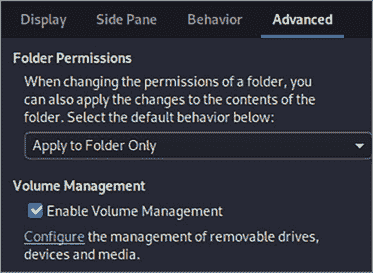 Display Side Pane Behavior Advanced
Folder Permissions
When changing the permissions of a folder, you
can also apply the changes to the contents of the
folder. Select the default behavior below:
Apply to Folder Only
Volume Management
Enable Volume Management
Configure the management of removable drives,
devices and media.